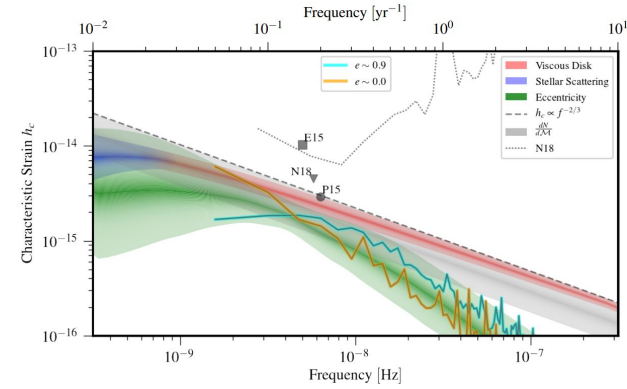 Frequency [yr⁻¹]
10⁻² 10⁻¹ 10⁰ 10¹
10⁻¹³
10⁻¹⁴
10⁻¹⁵
10⁻¹⁶
Characteristic Strain h_c
e ~ 0.9
e ~ 0.0
Viscous Disk
Stellar Scattering
Eccentricity
h_c ∝ f^{-2/3}
dN/dM
N18
E15
N18
P15
10⁻⁹ 10⁻⁸ 10⁻⁷
Frequency [Hz]